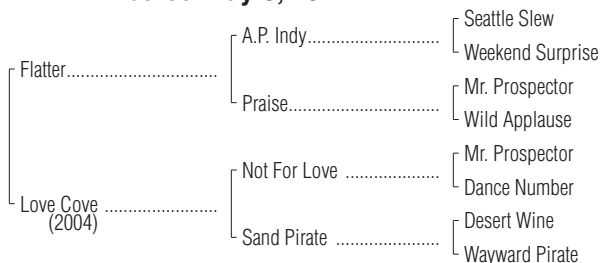 Seattle Slew
A.P. Indy
Weekend Surprise
Flatter
Mr. Prospector
Praise
Wild Applause
Mr. Prospector
Not For Love
Dance Number
Love Cove
(2004)
Desert Wine
Sand Pirate
Wayward Pirate